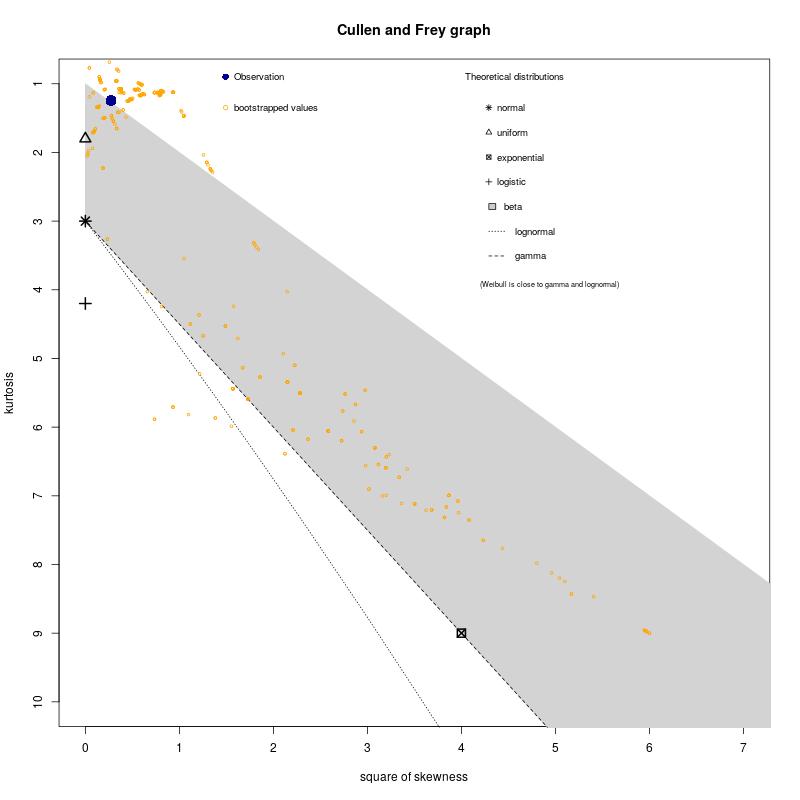 Cullen and Frey graph
Observation
bootstrapped values
Theoretical distributions
normal
uniform
exponential
logistic
beta
lognormal
gamma
(Weibull is close to gamma and lognormal)
kurtosis
1
2
3
4
5
6
7
8
9
10
0 1 2 3 4 5 6 7
square of skewness